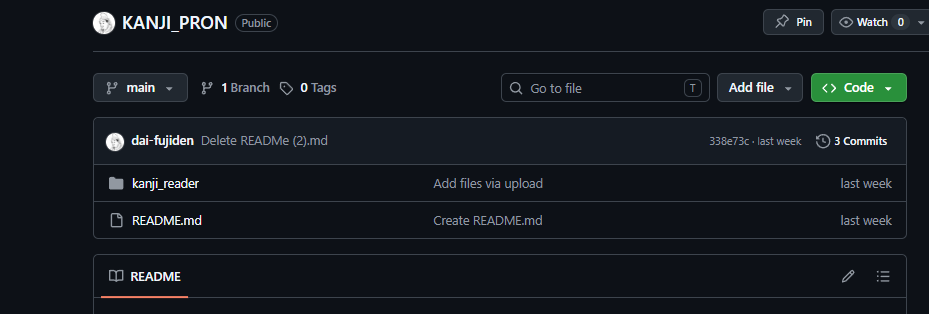 KANJI_PRON Public Pin Watch 0
main 1 Branch 0 Tags Go to file T Add file Code
dai-fujiden Delete READMe (2).md 338e73c · last week 3 Commits
kanji_reader Add files via upload last week
README.md Create README.md last week
README